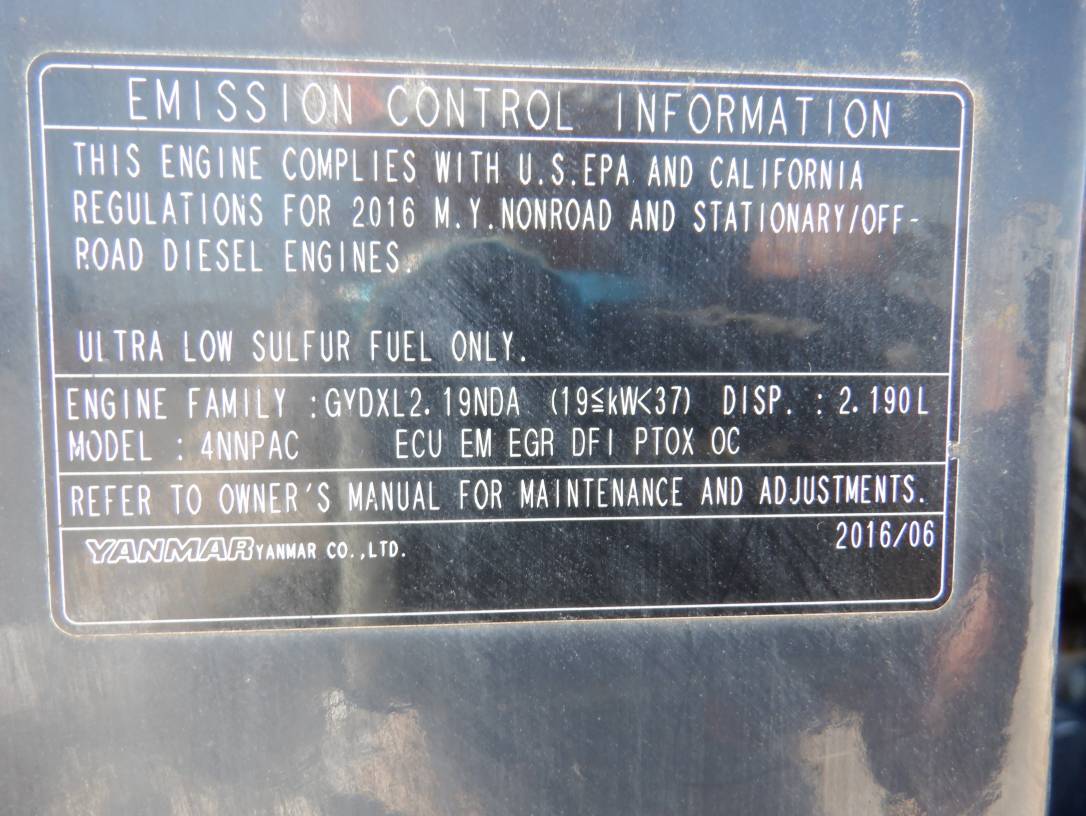 EMISSION CONTROL INFORMATION
THIS ENGINE COMPLIES WITH U.S.EPA AND CALIFORNIA
REGULATIONS FOR 2016 M.Y.NONROAD AND STATIONARY/OFF-
ROAD DIESEL ENGINES.
ULTRA LOW SULFUR FUEL ONLY.
ENGINE FAMILY :GYDXL2.19NDA (19≦kW<37) DISP. : 2.190L
MODEL : 4NNPAC ECU EM EGR DFI PTOX OC
REFER TO OWNER'S MANUAL FOR MAINTENANCE AND ADJUSTMENTS.
2016/06
YANMAR YANMAR CO.,LTD.